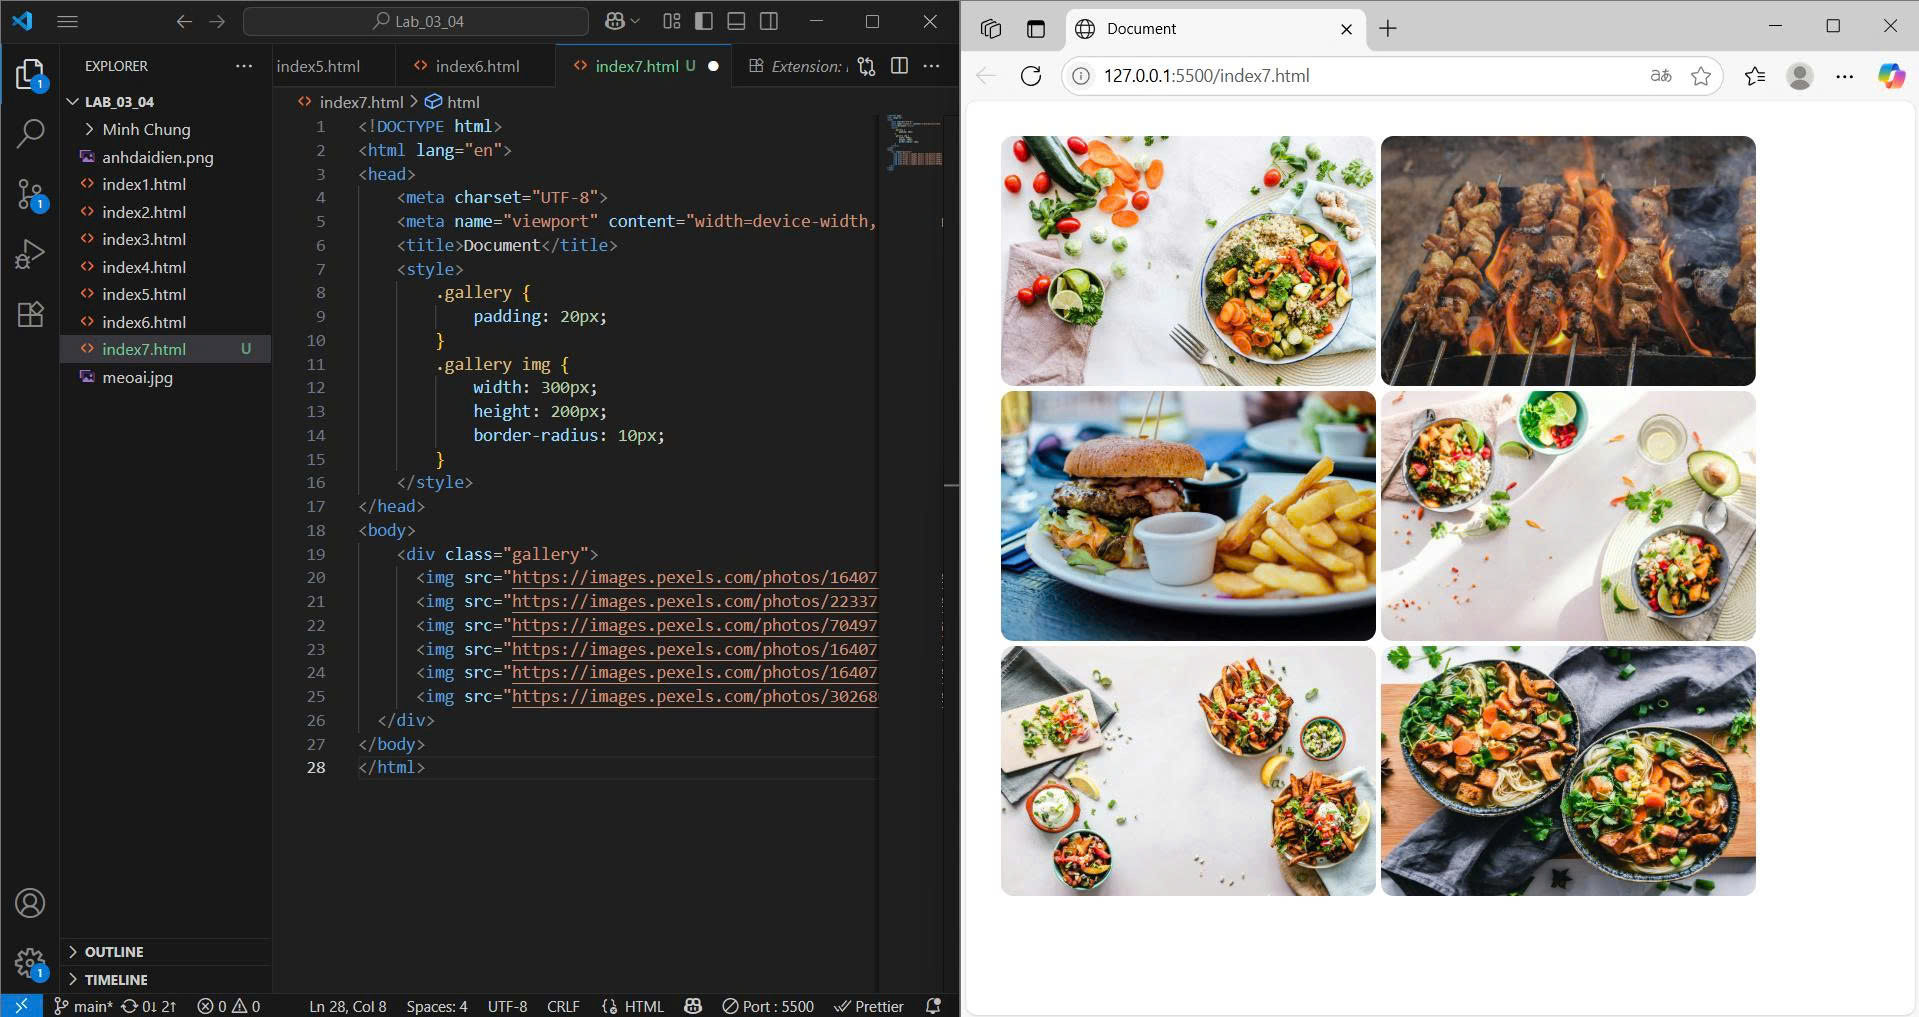 Lab_03_04
EXPLORER
LAB_03_04
Minh Chung
anhdaidien.png
index1.html
index2.html
index3.html
index4.html
index5.html
index6.html
index7.html U
meoai.jpg
OUTLINE
TIMELINE
index5.html
index6.html
index7.html U
Extension:
index7.html > html
1 <!DOCTYPE html>
2 <html lang="en">
3 <head>
4 <meta charset="UTF-8">
5 <meta name="viewport" content="width=device-width,
6 <title>Document</title>
7 <style>
8 .gallery {
9 padding: 20px;
10 }
11 .gallery img {
12 width: 300px;
13 height: 200px;
14 border-radius: 10px;
15 }
16 </style>
17 </head>
18 <body>
19 <div class="gallery">
20 <img src="https://images.pexels.com/photos/16407
21 <img src="https://images.pexels.com/photos/22337
22 <img src="https://images.pexels.com/photos/70497
23 <img src="https://images.pexels.com/photos/16407
24 <img src="https://images.pexels.com/photos/16407
25 <img src="https://images.pexels.com/photos/30268
26 </div>
27 </body>
28 </html>
main* 0↓ 2↑ 0 0 Ln 28, Col 8 Spaces: 4 UTF-8 CRLF HTML Port : 5500 Prettier
1
1
1
Document
127.0.0.1:5500/index7.html
aあ